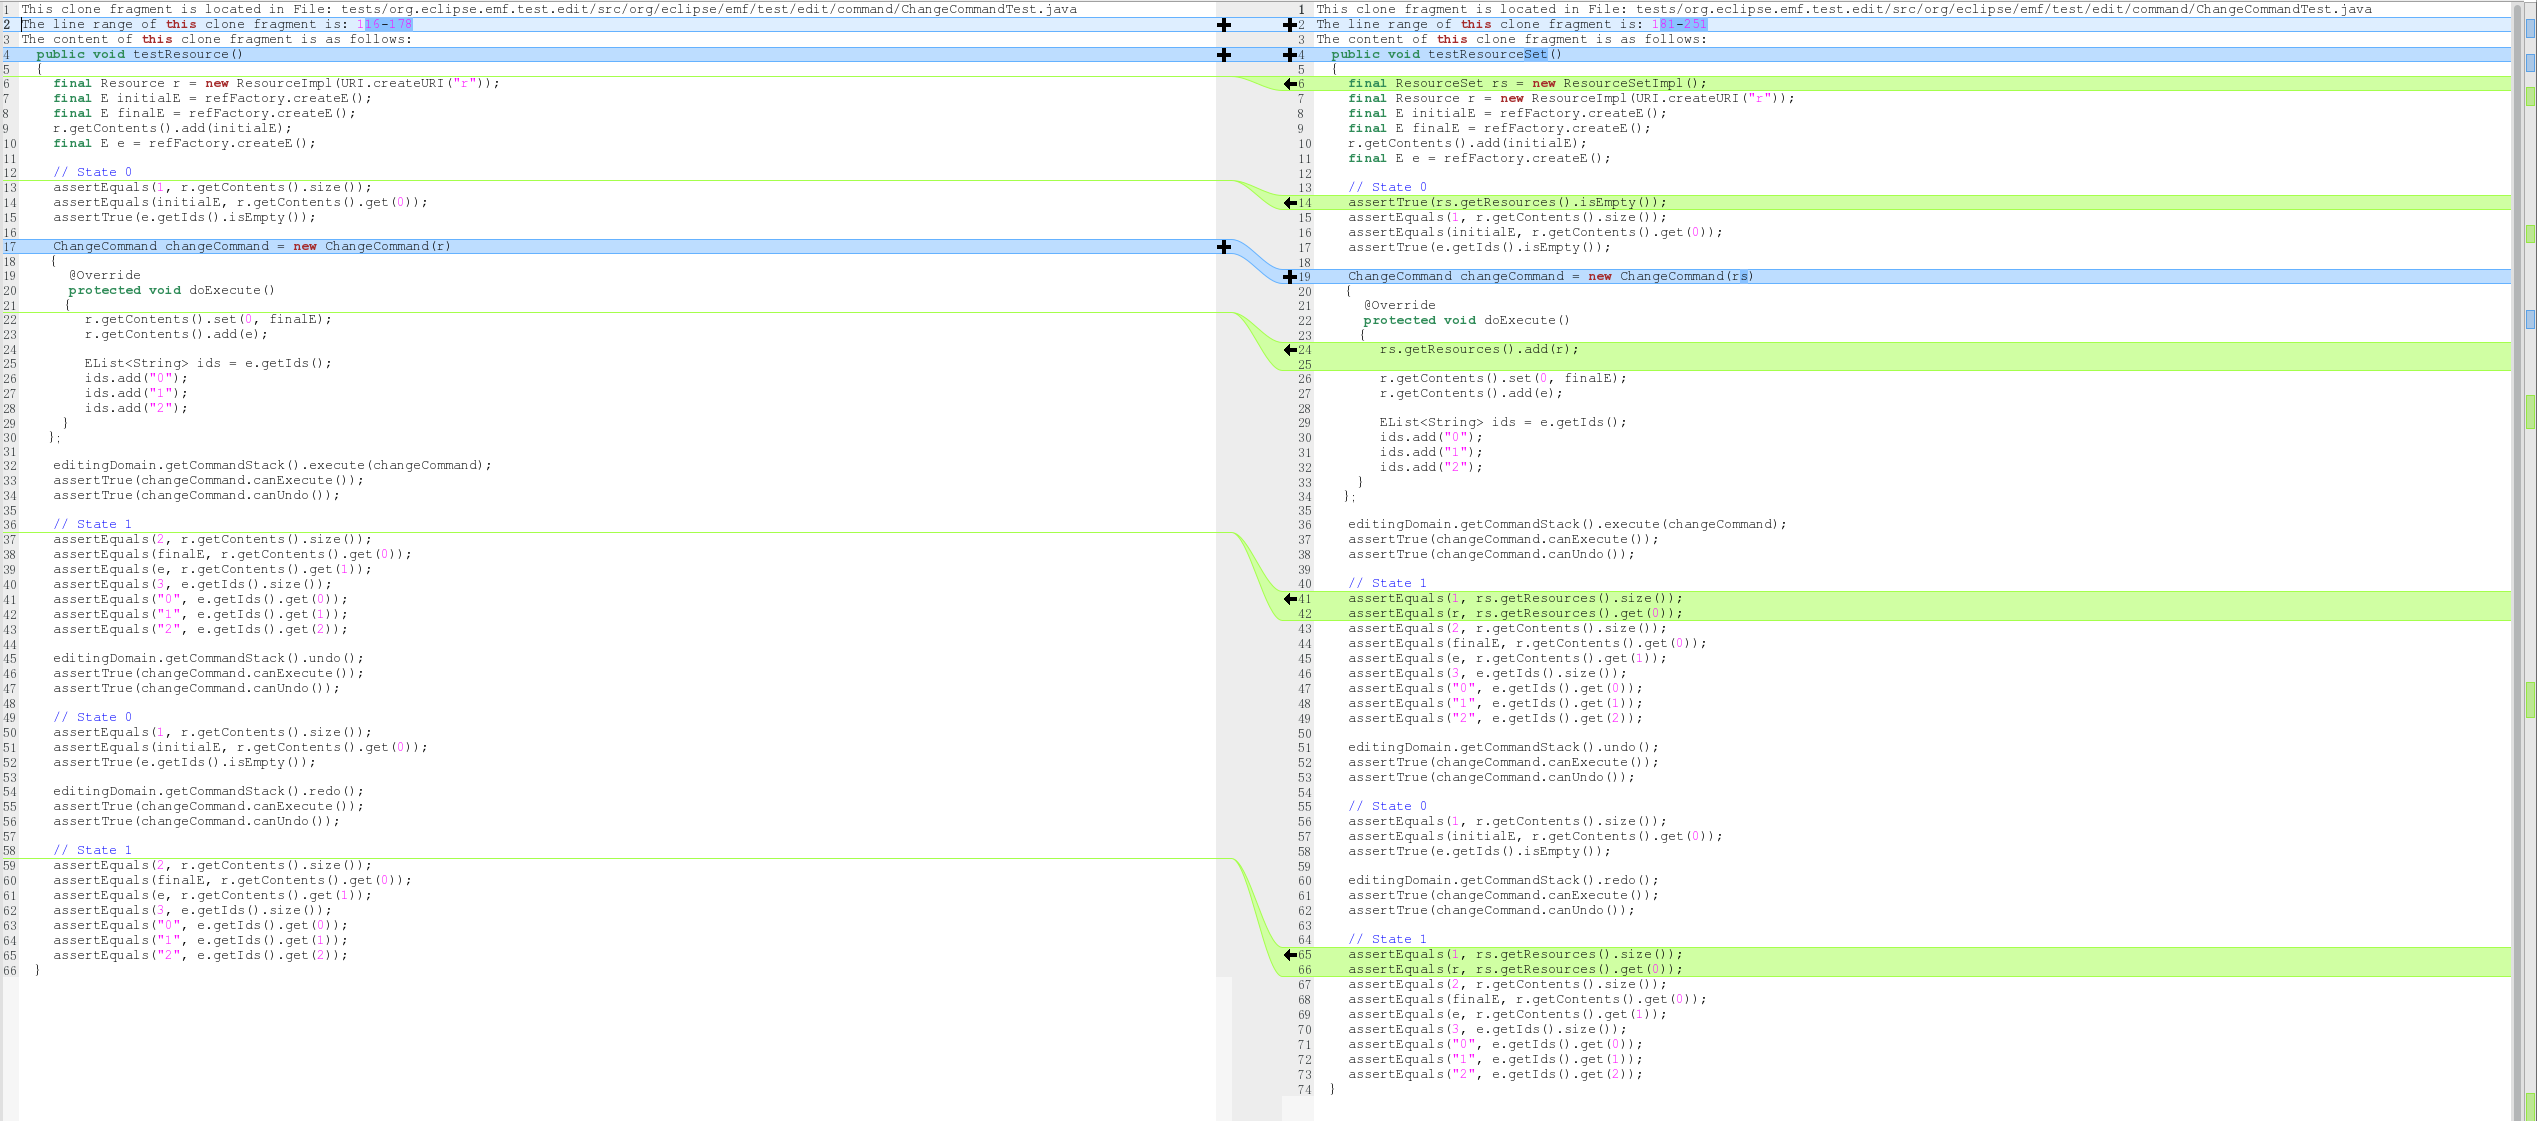 1 This clone fragment is located in File: tests/org.eclipse.emf.test.edit/src/org/eclipse/emf/test/edit/command/ChangeCommandTest.java
2 The line range of this clone fragment is: 116-178
3 The content of this clone fragment is as follows:
4 public void testResource()
5 {
6 final Resource r = new ResourceImpl(URI.createURI("r"));
7 final E initialE = refFactory.createE();
8 final E finalE = refFactory.createE();
9 r.getContents().add(initialE);
10 final E e = refFactory.createE();
11
12 // State 0
13 assertEquals(1, r.getContents().size());
14 assertEquals(initialE, r.getContents().get(0));
15 assertTrue(e.getIds().isEmpty());
16
17 ChangeCommand changeCommand = new ChangeCommand(r)
18 {
19 @Override
20 protected void doExecute()
21 {
22 r.getContents().set(0, finalE);
23 r.getContents().add(e);
24
25 EList<String> ids = e.getIds();
26 ids.add("0");
27 ids.add("1");
28 ids.add("2");
29 }
30 };
31
32 editingDomain.getCommandStack().execute(changeCommand);
33 assertTrue(changeCommand.canExecute());
34 assertTrue(changeCommand.canUndo());
35
36 // State 1
37 assertEquals(2, r.getContents().size());
38 assertEquals(finalE, r.getContents().get(0));
39 assertEquals(e, r.getContents().get(1));
40 assertEquals(3, e.getIds().size());
41 assertEquals("0", e.getIds().get(0));
42 assertEquals("1", e.getIds().get(1));
43 assertEquals("2", e.getIds().get(2));
44
45 editingDomain.getCommandStack().undo();
46 assertTrue(changeCommand.canExecute());
47 assertTrue(changeCommand.canUndo());
48
49 // State 0
50 assertEquals(1, r.getContents().size());
51 assertEquals(initialE, r.getContents().get(0));
52 assertTrue(e.getIds().isEmpty());
53
54 editingDomain.getCommandStack().redo();
55 assertTrue(changeCommand.canExecute());
56 assertTrue(changeCommand.canUndo());
57
58 // State 1
59 assertEquals(2, r.getContents().size());
60 assertEquals(finalE, r.getContents().get(0));
61 assertEquals(e, r.getContents().get(1));
62 assertEquals(3, e.getIds().size());
63 assertEquals("0", e.getIds().get(0));
64 assertEquals("1", e.getIds().get(1));
65 assertEquals("2", e.getIds().get(2));
66 }
1 This clone fragment is located in File: tests/org.eclipse.emf.test.edit/src/org/eclipse/emf/test/edit/command/ChangeCommandTest.java
2 The line range of this clone fragment is: 181-251
3 The content of this clone fragment is as follows:
4 public void testResourceSet()
5 {
6 final ResourceSet rs = new ResourceSetImpl();
7 final Resource r = new ResourceImpl(URI.createURI("r"));
8 final E initialE = refFactory.createE();
9 final E finalE = refFactory.createE();
10 r.getContents().add(initialE);
11 final E e = refFactory.createE();
12
13 // State 0
14 assertTrue(rs.getResources().isEmpty());
15 assertEquals(1, r.getContents().size());
16 assertEquals(initialE, r.getContents().get(0));
17 assertTrue(e.getIds().isEmpty());
18
19 ChangeCommand changeCommand = new ChangeCommand(rs)
20 {
21 @Override
22 protected void doExecute()
23 {
24 rs.getResources().add(r);
25
26 r.getContents().set(0, finalE);
27 r.getContents().add(e);
28
29 EList<String> ids = e.getIds();
30 ids.add("0");
31 ids.add("1");
32 ids.add("2");
33 }
34 };
35
36 editingDomain.getCommandStack().execute(changeCommand);
37 assertTrue(changeCommand.canExecute());
38 assertTrue(changeCommand.canUndo());
39
40 // State 1
41 assertEquals(1, rs.getResources().size());
42 assertEquals(r, rs.getResources().get(0));
43 assertEquals(2, r.getContents().size());
44 assertEquals(finalE, r.getContents().get(0));
45 assertEquals(e, r.getContents().get(1));
46 assertEquals(3, e.getIds().size());
47 assertEquals("0", e.getIds().get(0));
48 assertEquals("1", e.getIds().get(1));
49 assertEquals("2", e.getIds().get(2));
50
51 editingDomain.getCommandStack().undo();
52 assertTrue(changeCommand.canExecute());
53 assertTrue(changeCommand.canUndo());
54
55 // State 0
56 assertEquals(1, r.getContents().size());
57 assertEquals(initialE, r.getContents().get(0));
58 assertTrue(e.getIds().isEmpty());
59
60 editingDomain.getCommandStack().redo();
61 assertTrue(changeCommand.canExecute());
62 assertTrue(changeCommand.canUndo());
63
64 // State 1
65 assertEquals(1, rs.getResources().size());
66 assertEquals(r, rs.getResources().get(0));
67 assertEquals(2, r.getContents().size());
68 assertEquals(finalE, r.getContents().get(0));
69 assertEquals(e, r.getContents().get(1));
70 assertEquals(3, e.getIds().size());
71 assertEquals("0", e.getIds().get(0));
72 assertEquals("1", e.getIds().get(1));
73 assertEquals("2", e.getIds().get(2));
74 }